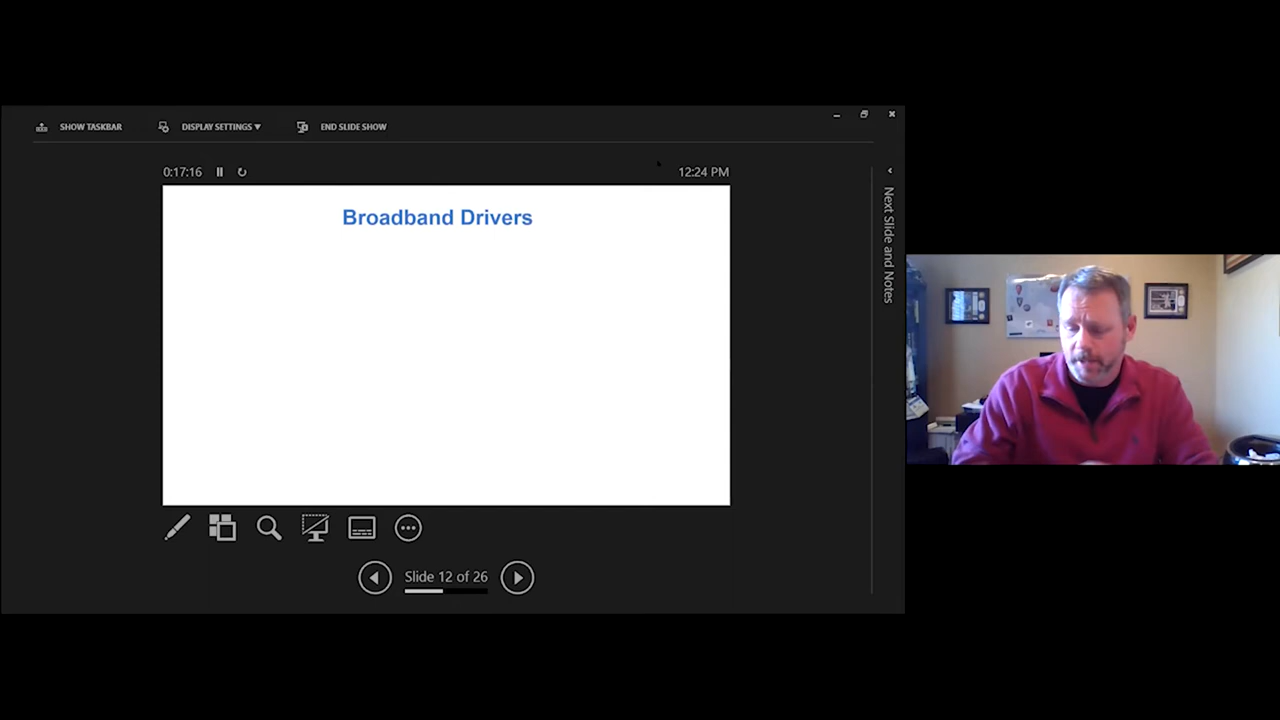 SHOW TASKBAR
DISPLAY SETTINGS ▾
END SLIDE SHOW
0:17:16
12:24 PM
Broadband Drivers
Next Slide and Notes
Slide 12 of 26